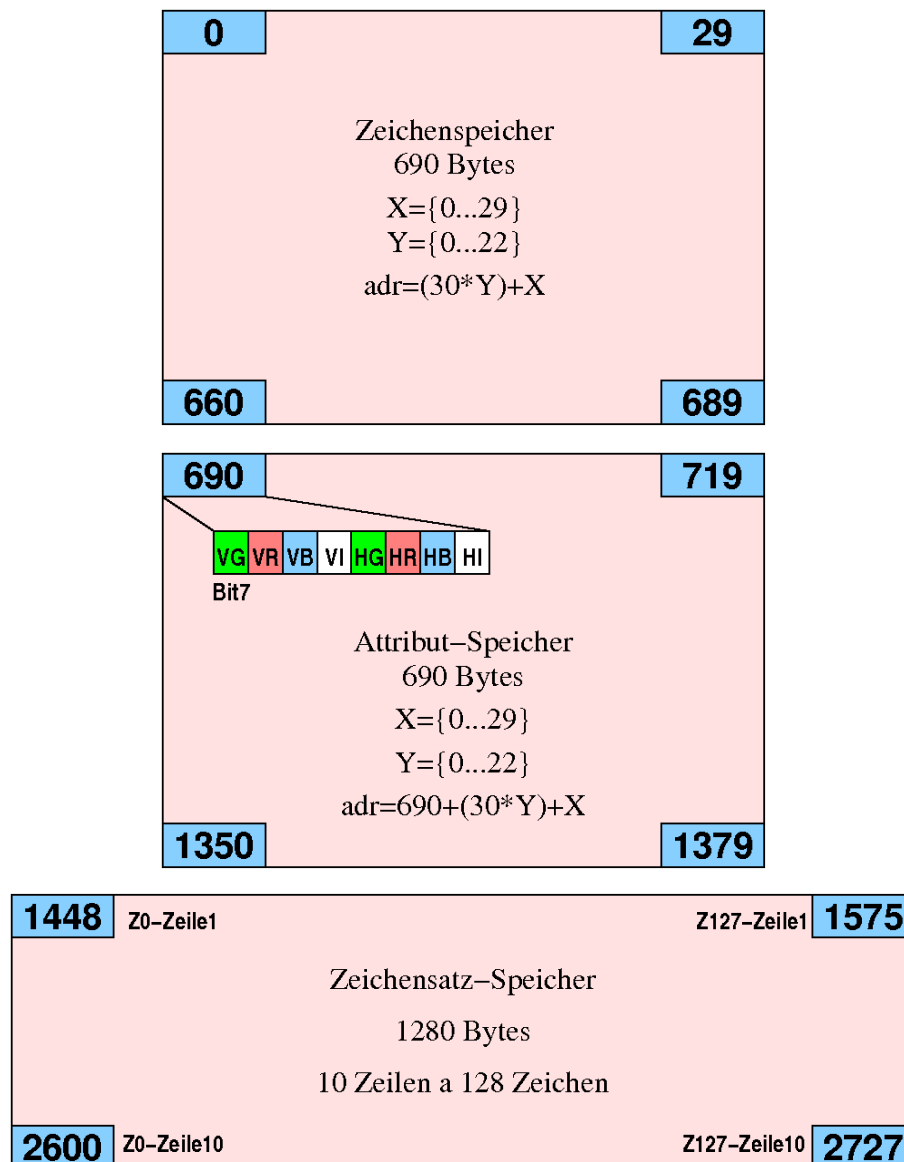 0 29
Zeichenspeicher
690 Bytes
X={0...29}
Y={0...22}
adr=(30*Y)+X
660 689
690 719
VG VR VB VI HG HR HB HI
Bit7
Attribut–Speicher
690 Bytes
X={0...29}
Y={0...22}
adr=690+(30*Y)+X
1350 1379
1448 Z0–Zeile1 Z127–Zeile1 1575
Zeichensatz–Speicher
1280 Bytes
10 Zeilen a 128 Zeichen
2600 Z0–Zeile10 Z127–Zeile10 2727